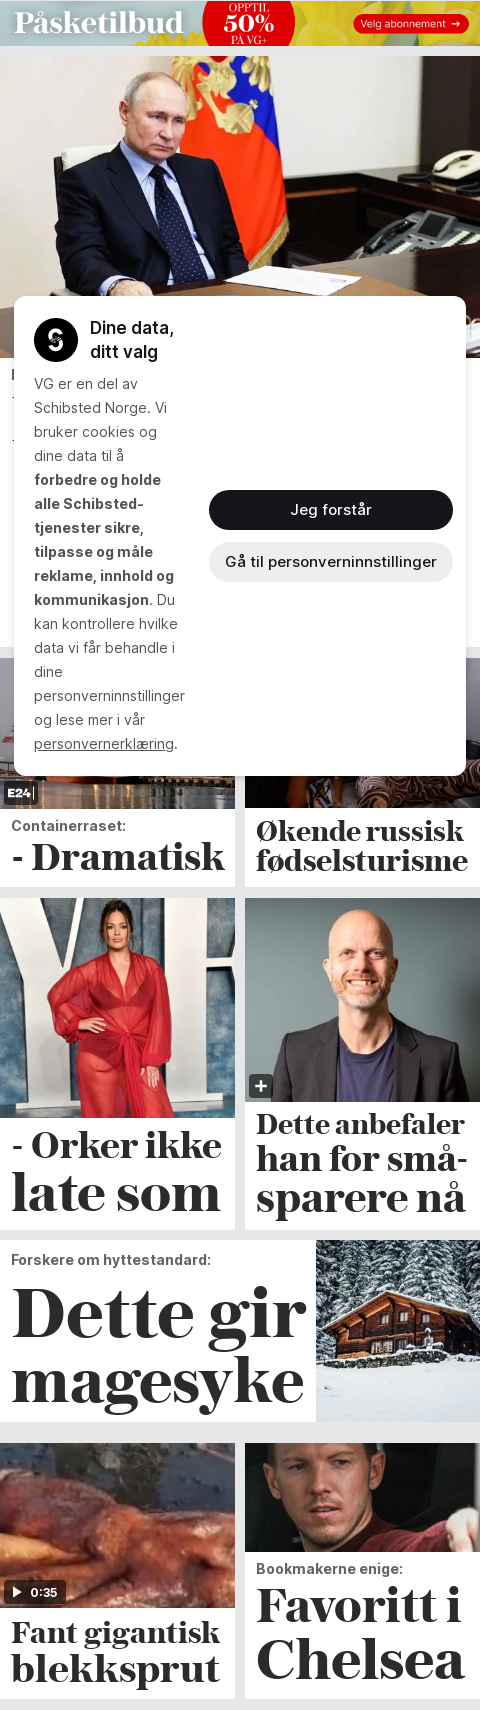 Påsketilbud
OPPTIL
50%
PÅ VG+
Velg abonnement →
Dine data,
ditt valg
VG er en del av
Schibsted Norge. Vi
bruker cookies og
dine data til å
forbedre og holde
alle Schibsted-
tjenester sikre,
tilpasse og måle
reklame, innhold og
kommunikasjon. Du
kan kontrollere hvilke
data vi får behandle i
dine
personverninnstillinger
og lese mer i vår
personvernerklæring.
Jeg forstår
Gå til personverninnstillinger
E24
Containerraset:
- Dramatisk
Økende russisk
fødselsturisme
- Orker ikke
late som
Dette anbefaler
han for små-
sparere nå
Forskere om hyttestandard:
Dette gir
magesyke
0:35
Fant gigantisk
blekksprut
Bookmakerne enige:
Favoritt i
Chelsea